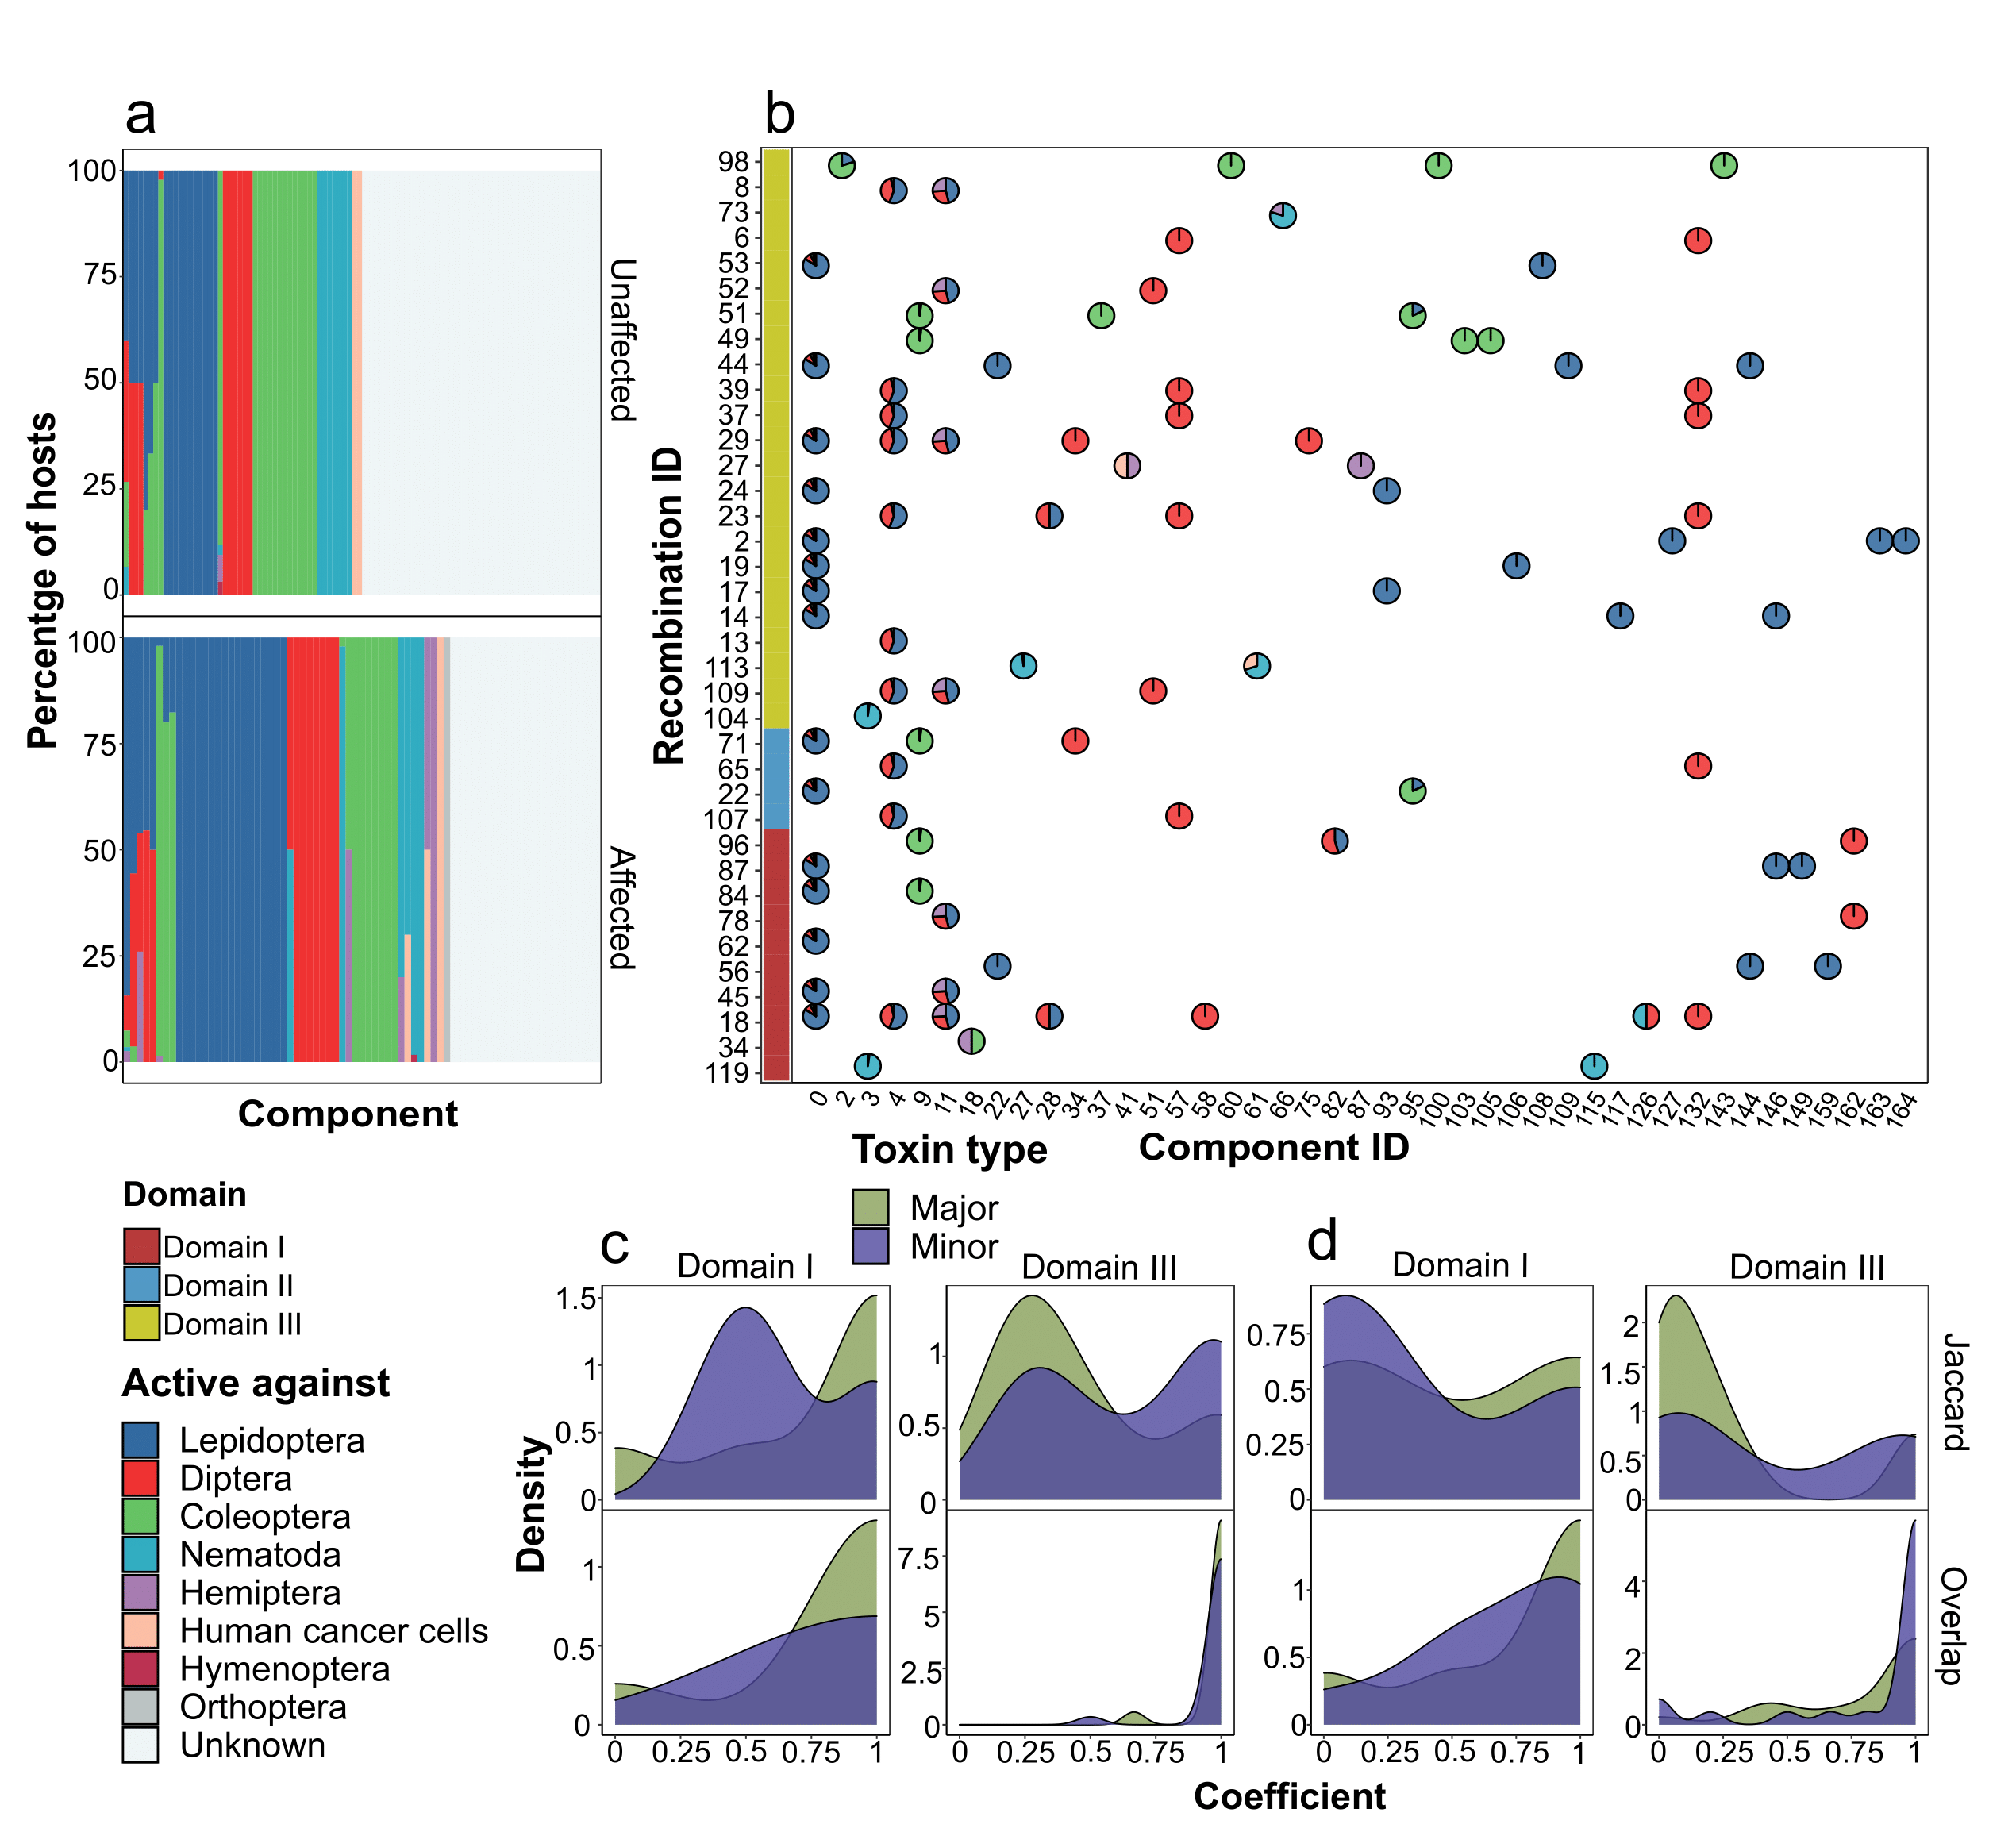 a
100
75
50
25
0
Unaffected
100
75
50
25
0
Affected
Percentge of hosts
Component
b
Recombination ID
98
8
73
6
53
52
51
49
44
39
37
29
27
24
23
2
19
17
14
13
113
109
104
71
65
22
107
96
87
84
78
62
56
45
18
34
119
0 2 3 4 9 11 18 22 27 28 34 37 41 51 57 58 60 61 66 75 82 87 93 95 100 103 105 106 108 109 115 117 126 127 132 143 144 146 149 159 162 163 164
Component ID
Toxin type
Major
Minor
Domain
Domain I
Domain II
Domain III
Active against
Lepidoptera
Diptera
Coleoptera
Nematoda
Hemiptera
Human cancer cells
Hymenoptera
Orthoptera
Unknown
c
Domain I
Domain III
d
Domain I
Domain III
1.5
1
0.5
0
1
0.5
0
0.75
0.5
0.25
0
2
1.5
1
0.5
0
Jaccard
Density
1
0.5
0
7.5
5
2.5
0
1
0.5
0
4
2
0
Overlap
0 0.25 0.5 0.75 1
0 0.25 0.5 0.75 1
0 0.25 0.5 0.75 1
0 0.25 0.5 0.75 1
Coefficient